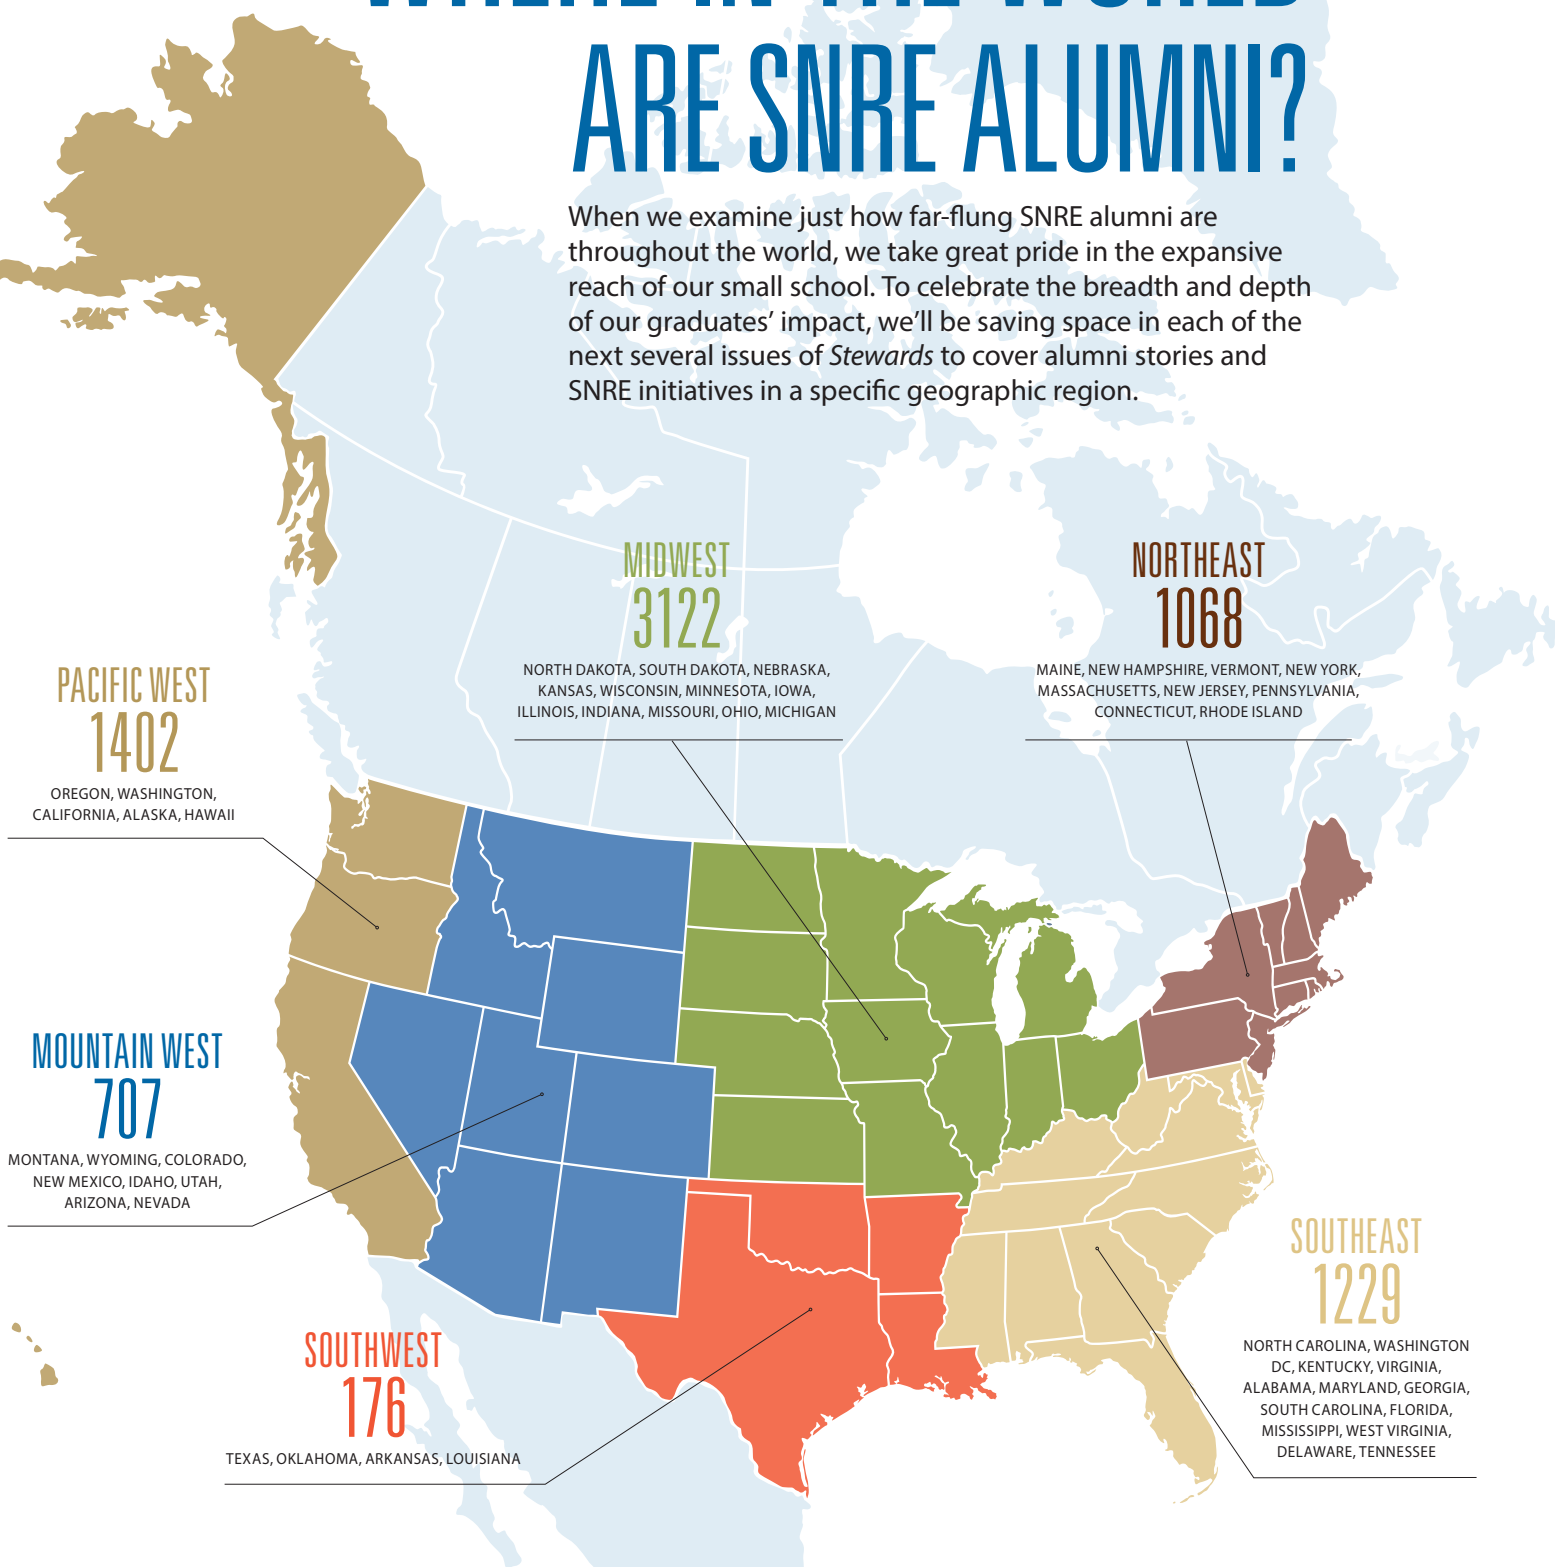 WHERE IN THE WORLD
ARE SNRE ALUMNI?
When we examine just how far-flung SNRE alumni are
throughout the world, we take great pride in the expansive
reach of our small school. To celebrate the breadth and depth
of our graduates’ impact, we’ll be saving space in each of the
next several issues of Stewards to cover alumni stories and
SNRE initiatives in a specific geographic region.
MIDWEST
3122
NORTH DAKOTA, SOUTH DAKOTA, NEBRASKA,
KANSAS, WISCONSIN, MINNESOTA, IOWA,
ILLINOIS, INDIANA, MISSOURI, OHIO, MICHIGAN
NORTHEAST
1068
MAINE, NEW HAMPSHIRE, VERMONT, NEW YORK,
MASSACHUSETTS, NEW JERSEY, PENNSYLVANIA,
CONNECTICUT, RHODE ISLAND
PACIFIC WEST
1402
OREGON, WASHINGTON,
CALIFORNIA, ALASKA, HAWAII
MOUNTAIN WEST
707
MONTANA, WYOMING, COLORADO,
NEW MEXICO, IDAHO, UTAH,
ARIZONA, NEVADA
SOUTHEAST
1229
NORTH CAROLINA, WASHINGTON
DC, KENTUCKY, VIRGINIA,
ALABAMA, MARYLAND, GEORGIA,
SOUTH CAROLINA, FLORIDA,
MISSISSIPPI, WEST VIRGINIA,
DELAWARE, TENNESSEE
SOUTHWEST
176
TEXAS, OKLAHOMA, ARKANSAS, LOUISIANA